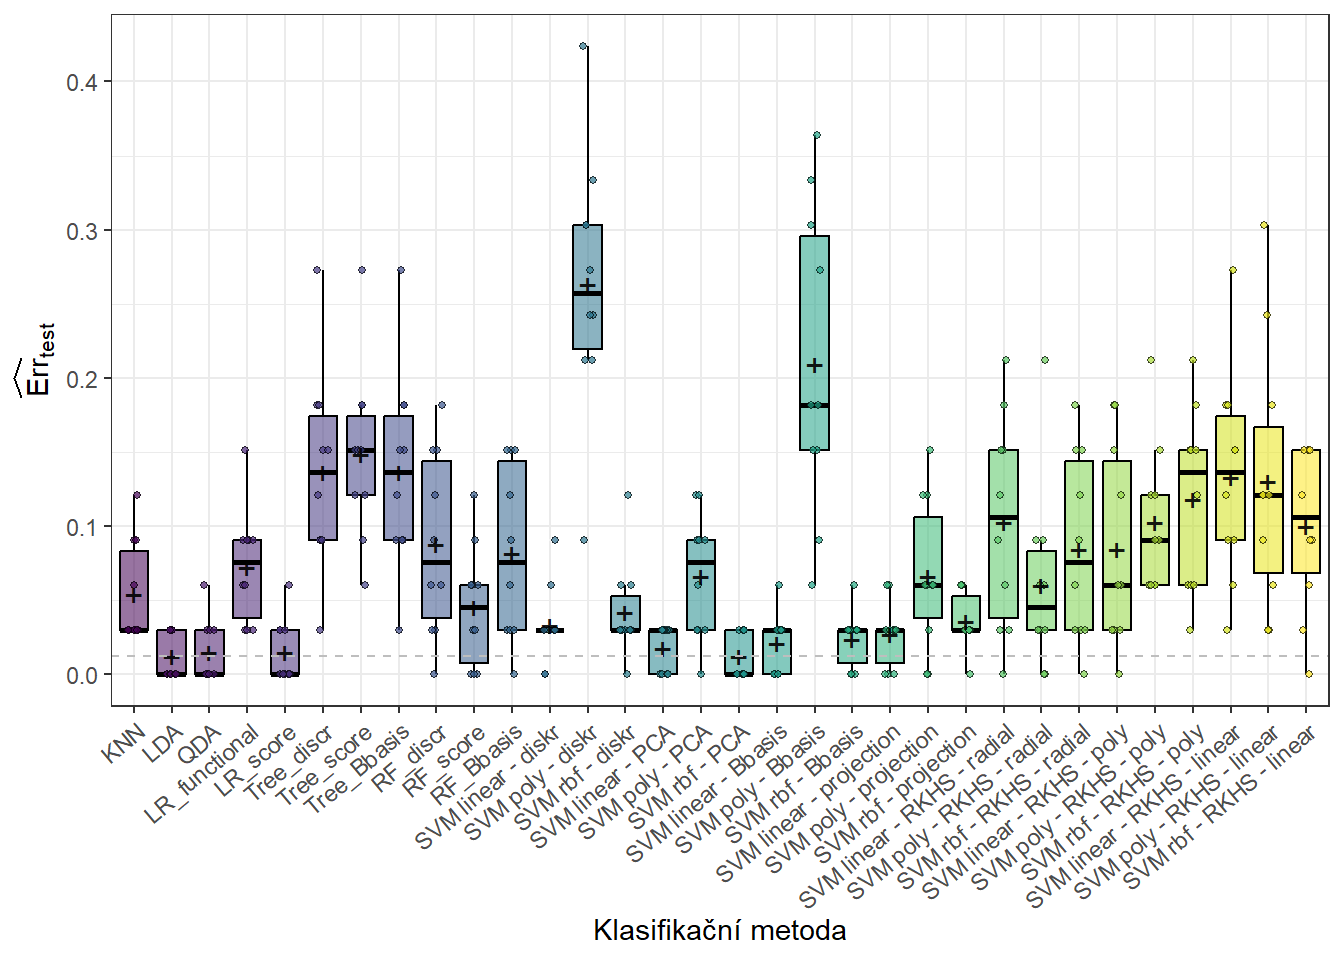 0.4
0.3
0.2
0.1
0.0
Err test
KNN
LDA
QDA
LR_functional
LR_score
Tree_discr
Tree_score
Tree_Bbasis
RF_discr
RF_score
RF_Bbasis
SVM linear - diskr
SVM poly - diskr
SVM rbf - diskr
SVM linear - PCA
SVM poly - PCA
SVM rbf - PCA
SVM linear - Bbasis
SVM poly - Bbasis
SVM rbf - Bbasis
SVM linear - projection
SVM poly - projection
SVM rbf - projection
SVM linear - RKHS - radial
SVM poly - RKHS - radial
SVM rbf - RKHS - radial
SVM linear - RKHS - poly
SVM poly - RKHS - poly
SVM rbf - RKHS - poly
SVM linear - RKHS - linear
SVM poly - RKHS - linear
SVM rbf - RKHS - linear
Klasifikační metoda